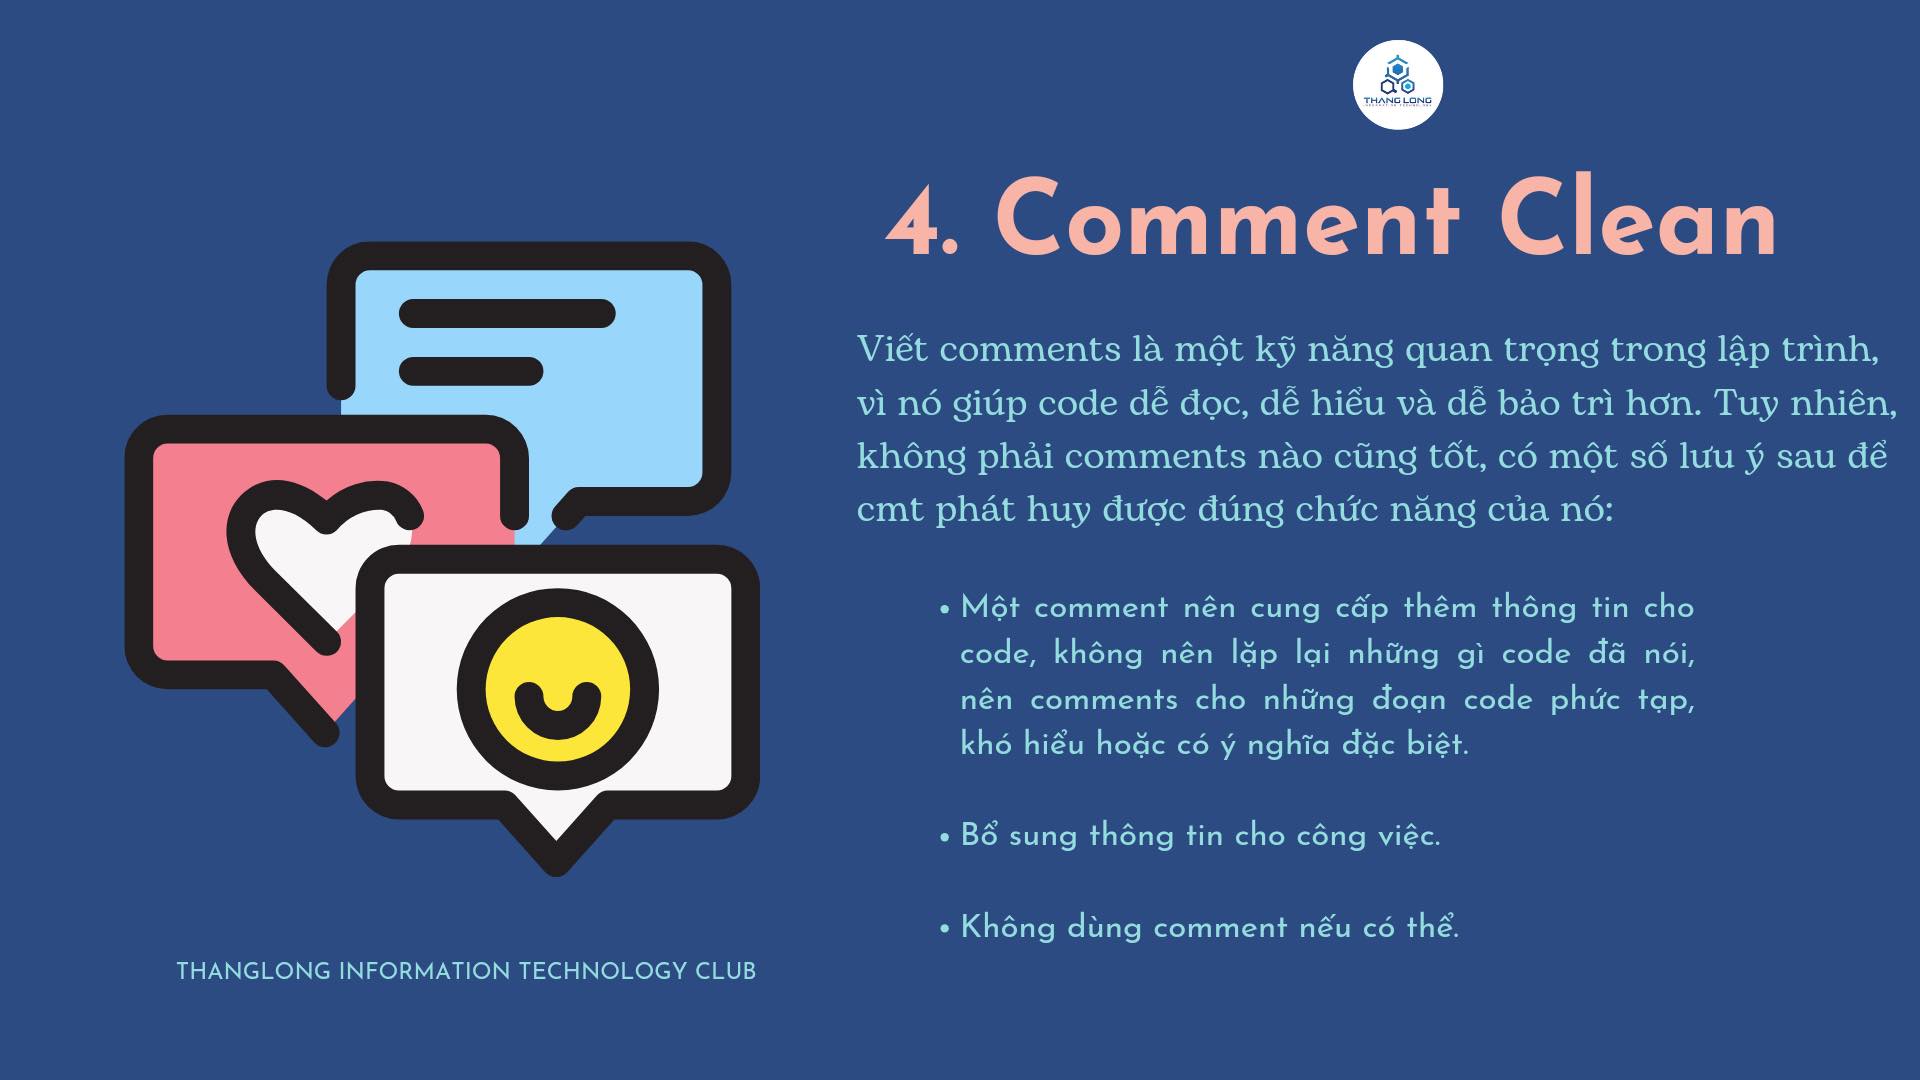 THANG LONG
4. Comment Clean
Viết comments là một kỹ năng quan trọng trong lập trình,
vì nó giúp code dễ đọc, dễ hiểu và dễ bảo trì hơn. Tuy nhiên,
không phải comments nào cũng tốt, có một số lưu ý sau để
cmt phát huy được đúng chức năng của nó:
• Một comment nên cung cấp thêm thông tin cho
code, không nên lặp lại những gì code đã nói,
nên comments cho những đoạn code phức tạp,
khó hiểu hoặc có ý nghĩa đặc biệt.
• Bổ sung thông tin cho công việc.
• Không dùng comment nếu có thể.
THANGLONG INFORMATION TECHNOLOGY CLUB